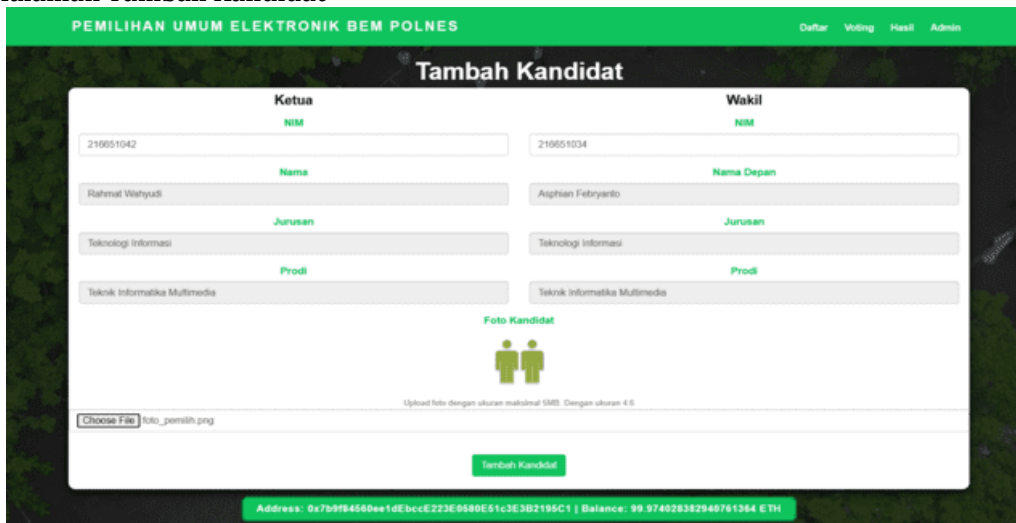 PEMILIHAN UMUM ELEKTRONIK BEM POLNES
Daftar Voting Hasil Admin
Tambah Kandidat
Ketua Wakil
NIM NIM
216651042 216651034
Nama Nama Depan
Rahmat Wahyudi Asphian Febryanto
Jurusan Jurusan
Teknologi Informasi Teknologi Informasi
Prodi Prodi
Teknik Informatika Multimedia Teknik Informatika Multimedia
Foto Kandidat
Upload foto dengan ukuran maksimal 5MB. Dengan ukuran 4:6
Choose File foto_pemilih.png
Tambah Kandidat
Address: 0x7b9f84560ee1dEbccE223E0580E51c3E3B2195C1 | Balance: 99.974028382940761364 ETH